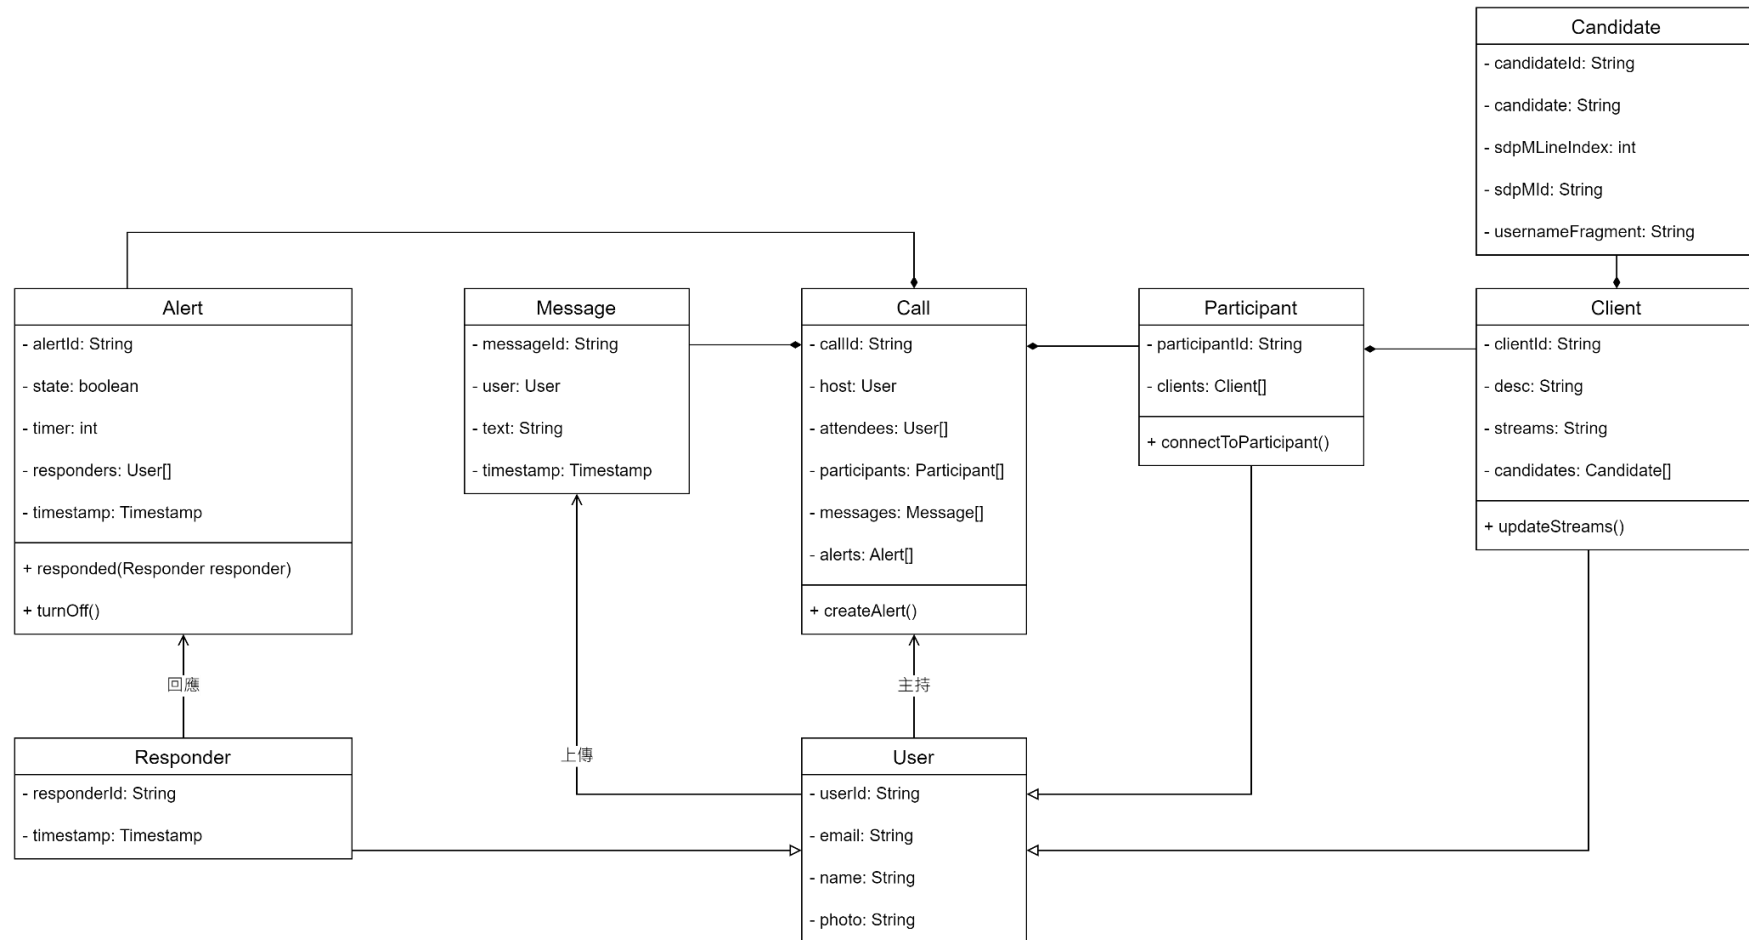 Candidate
- candidateId: String
- candidate: String
- sdpMLineIndex: int
- sdpMId: String
- usernameFragment: String
Alert
- alertId: String
- state: boolean
- timer: int
- responders: User[]
- timestamp: Timestamp
+ responded(Responder responder)
+ turnOff()
Message
- messageId: String
- user: User
- text: String
- timestamp: Timestamp
Call
- callId: String
- host: User
- attendees: User[]
- participants: Participant[]
- messages: Message[]
- alerts: Alert[]
+ createAlert()
Participant
- participantId: String
- clients: Client[]
+ connectToParticipant()
Client
- clientId: String
- desc: String
- streams: String
- candidates: Candidate[]
+ updateStreams()
回應
主持
上傳
Responder
- responderId: String
- timestamp: Timestamp
User
- userId: String
- email: String
- name: String
- photo: String